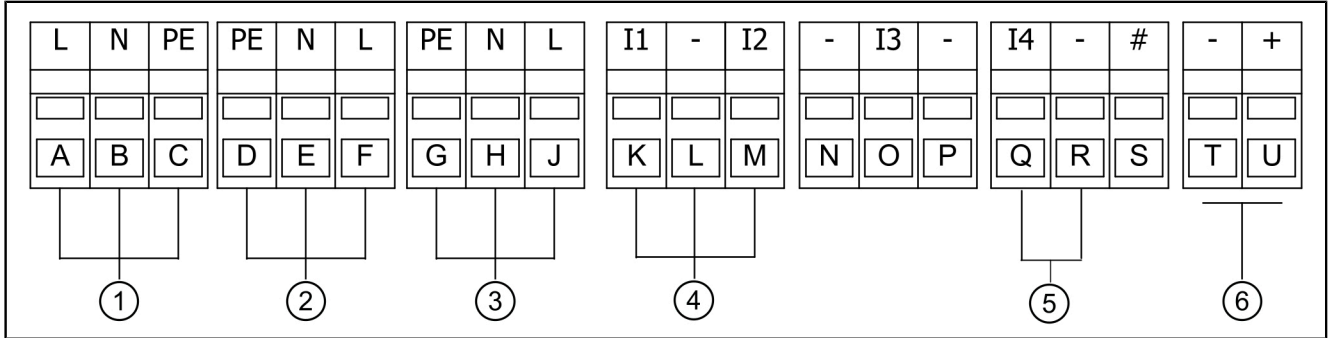 L N PE PE N L PE N L I1 - I2 - I3 - I4 - # - +
A B C D E F G H J K L M N O P Q R S T U
1 2 3 4 5 6